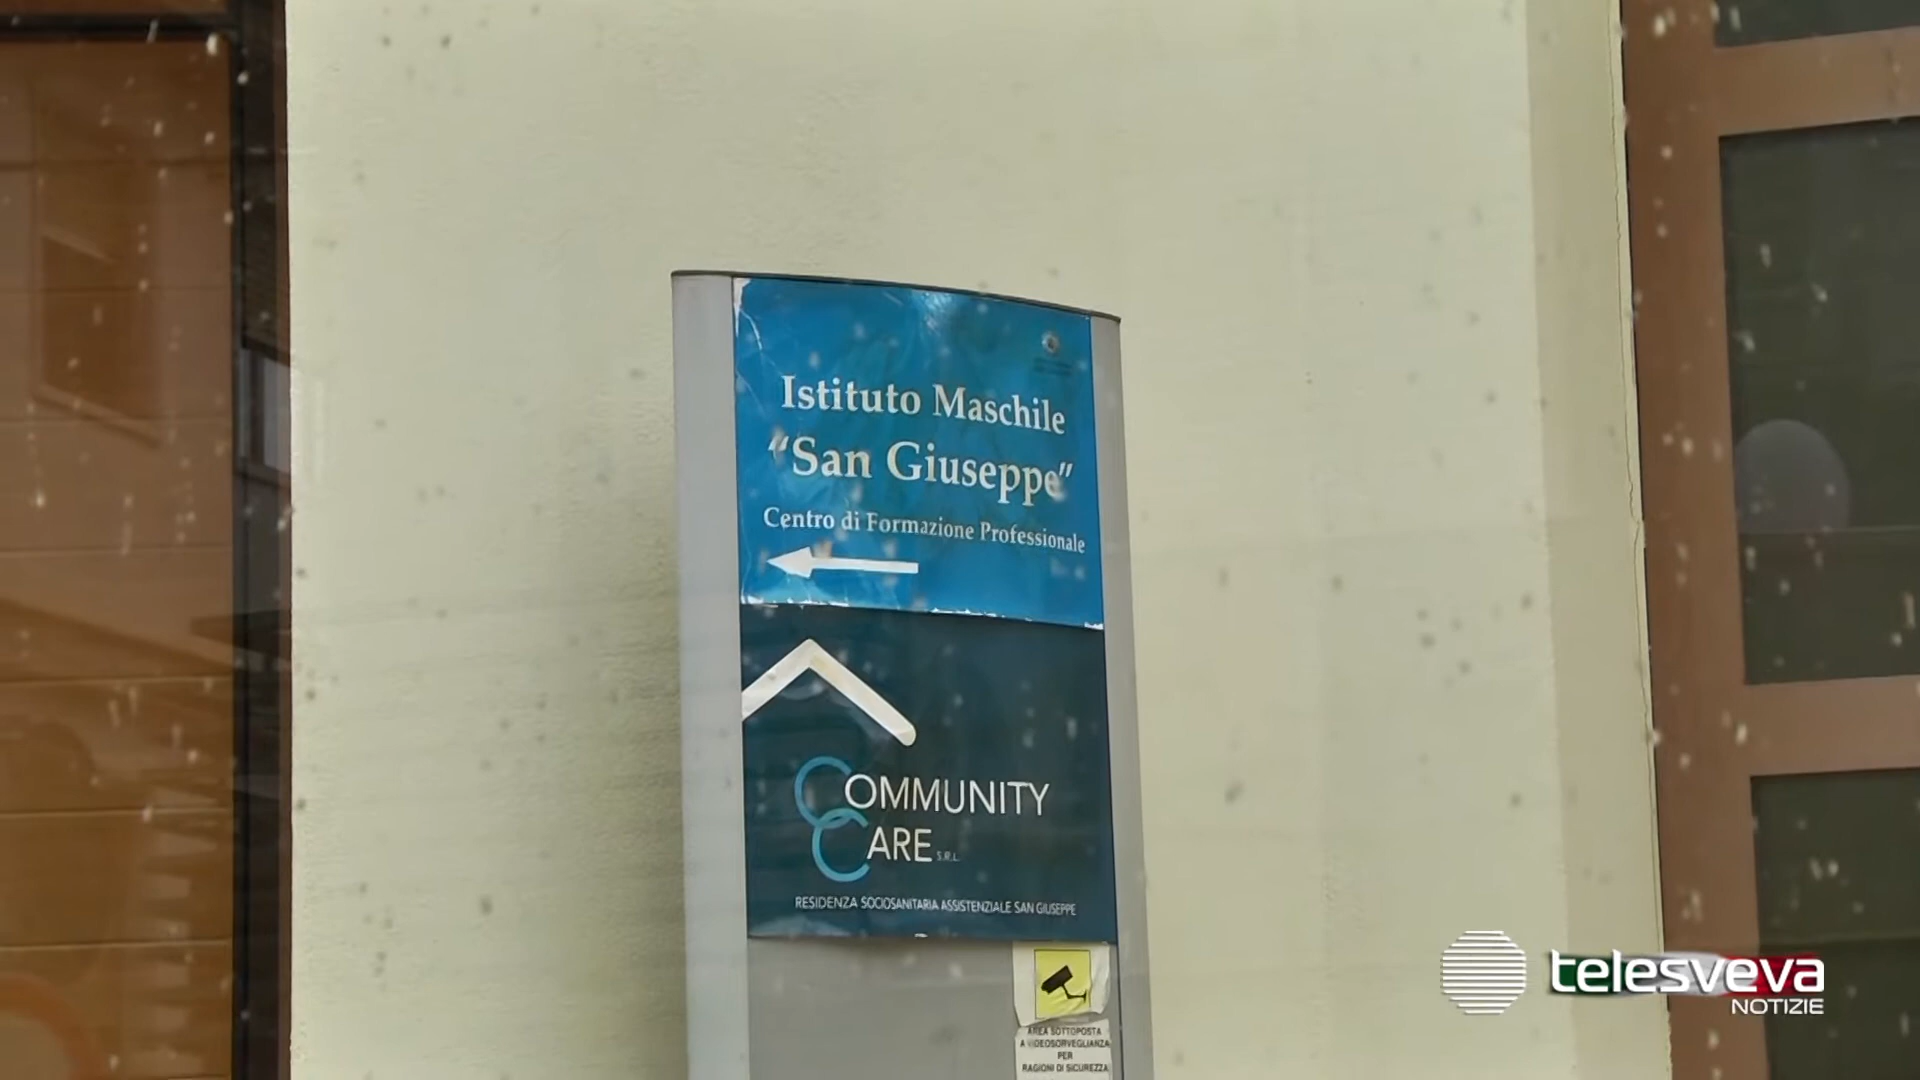 Istituto Maschile
“San Giuseppe”
Centro di Formazione Professionale
COMMUNITY
CARE S.R.L.
RESIDENZA SOCIOSANITARIA ASSISTENZIALE SAN GIUSEPPE
AREA SOTTOPOSTA
A VIDEOSORVEGLIANZA
PER
RAGIONI DI SICUREZZA
telesveva
NOTIZIE